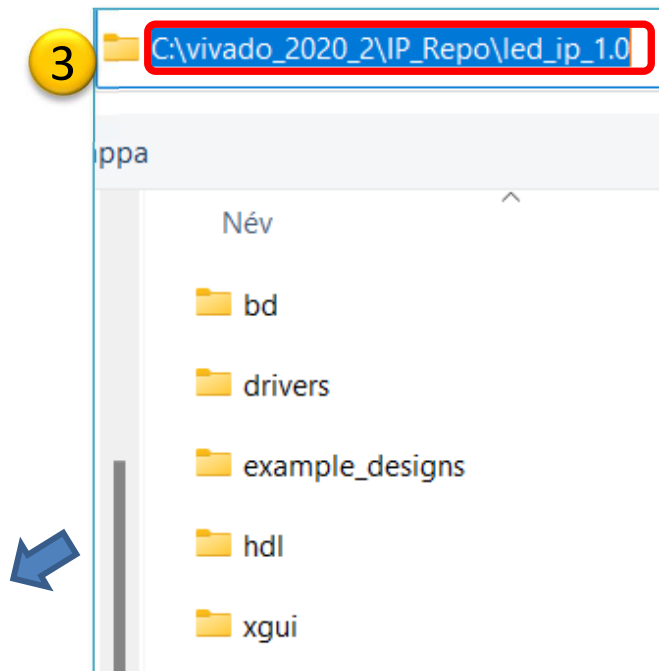 3
C:\vivado_2020_2\IP_Repo\led_ip_1.0
ppa
Név
bd
drivers
example_designs
hdl
xgui